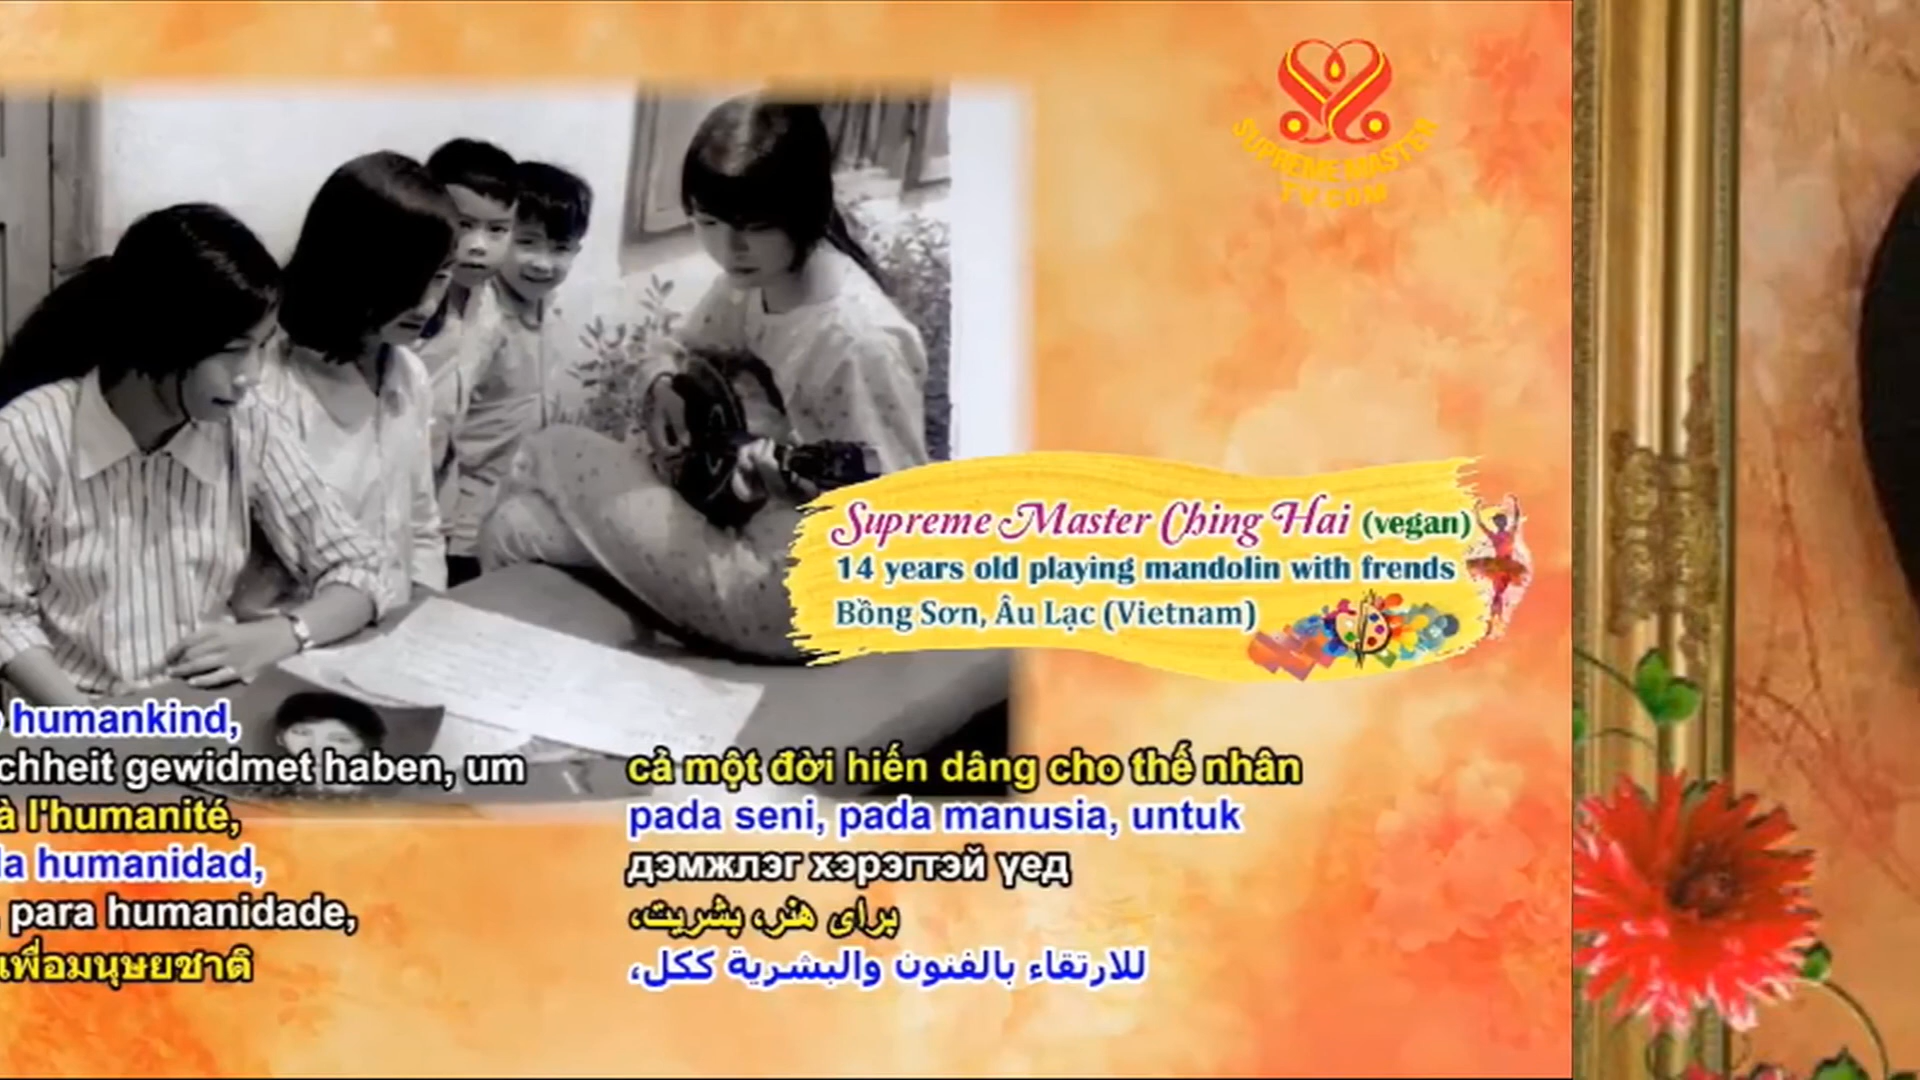 SUPREME MASTER
TV.COM
Supreme Master Ching Hai (vegan)
14 years old playing mandolin with frends
Bồng Sơn, Âu Lạc (Vietnam)
humankind,
chheit gewidmet haben, um
à l'humanité,
la humanidad,
para humanidade,
เพื่อมนุษยชาติ
cả một đời hiến dâng cho thế nhân
pada seni, pada manusia, untuk
дэмжлэг хэрэгтэй үед
برای هنر، بشریت،
للارتقاء بالفنون والبشرية ككل،